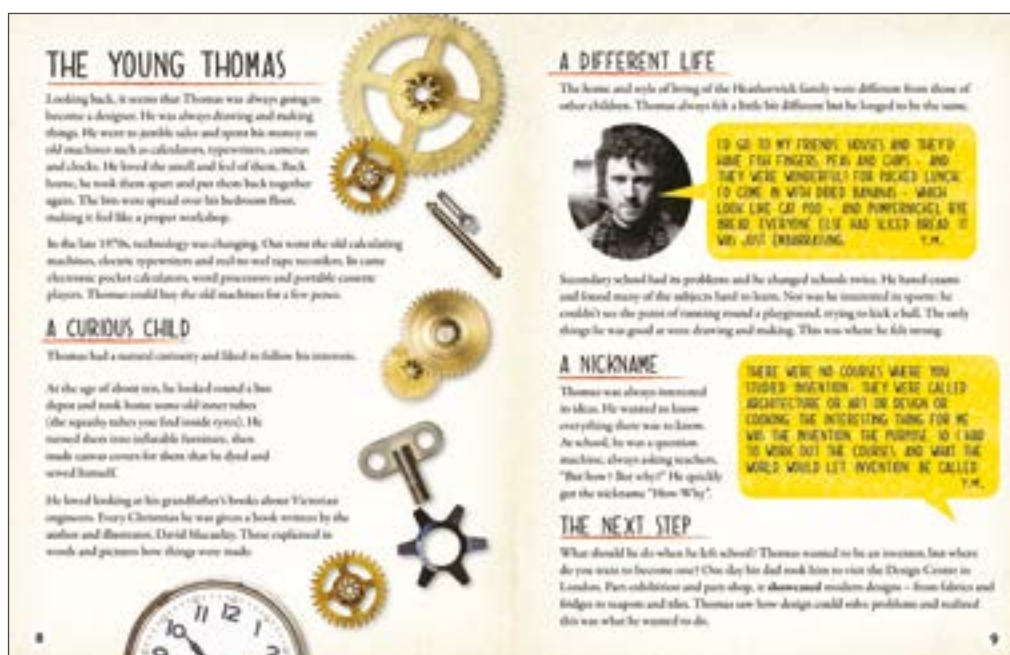 THE YOUNG THOMAS
Looking back, it seems that Thomas was always going to
become a designer. He was always drawing and making
things. He went to jumble sales and spent his money on
old machines such as calculators, typewriters, cameras
and clocks. He loved the smell and feel of them. Back
home, he took them apart and put them back together
again. The bits were spread over his bedroom floor,
making it feel like a proper workshop.
In the late 1970s, technology was changing. Out went the old calculating
machines, electric typewriters and reel-to-reel tape recorders. In came
electronic pocket calculators, word processors and portable cassette
players. Thomas could buy the old machines for a few pence.
A CURIOUS CHILD
Thomas had a natural curiosity and liked to follow his interests.
At the age of about ten, he looked round a bus
depot and took home some old inner tubes
(the squashy tubes you find inside tyres). He
turned them into inflatable furniture, then
made canvas covers for them that he dyed and
sewed himself.
He loved looking at his grandfather's books about Victorian
engineers. Every Christmas he was given a book written by the
author and illustrator, David Macaulay. These explained in
words and pictures how things were made.
10 11 12 1
9 3
8
A DIFFERENT LIFE
The home and style of living of the Heatherwick family were different from those of
other children. Thomas always felt a little bit different but he longed to be the same.
I'D GO TO MY FRIENDS' HOUSES AND THEY'D
HAVE FISH FINGERS, PEAS AND CHIPS - AND
THEY WERE WONDERFUL! FOR PACKED LUNCH,
I'D COME IN WITH DRIED BANANAS - WHICH
LOOK LIKE CAT POO - AND PUMPERNICKEL RYE
BREAD. EVERYONE ELSE HAD SLICED BREAD. IT
WAS JUST EMBARRASSING. T.H.
Secondary school had its problems and he changed schools twice. He hated exams
and found many of the subjects hard to learn. Nor was he interested in sports: he
couldn't see the point of running round a playground, trying to kick a ball. The only
things he was good at were drawing and making. This was where he felt strong.
A NICKNAME
Thomas was always interested
in ideas. He wanted to know
everything there was to know.
At school, he was a question
machine, always asking teachers,
"But how? But why?" He quickly
got the nickname "How Why".
THERE WERE NO COURSES WHERE YOU
STUDIED INVENTION. THEY WERE CALLED
ARCHITECTURE OR ART OR DESIGN OR
COOKING. THE INTERESTING THING FOR ME
WAS THE INVENTION, THE PURPOSE. SO I HAD
TO WORK OUT THE COURSES AND WHAT THE
WORLD WOULD LET INVENTION BE CALLED.
T.H.
THE NEXT STEP
What should he do when he left school? Thomas wanted to be an inventor, but where
do you train to become one? One day his dad took him to visit the Design Centre in
London. Part exhibition and part shop, it showcased modern designs – from fabrics and
fridges to teapots and tiles. Thomas saw how design could solve problems and realised
this was what he wanted to do.
9